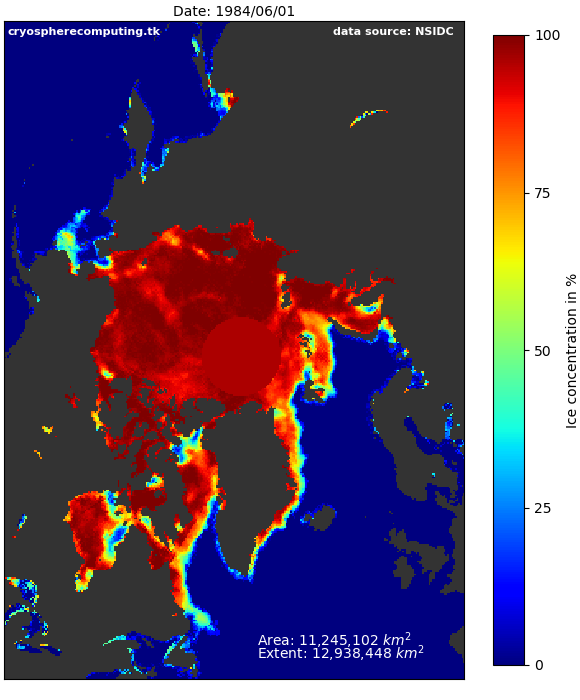 Date: 1984/06/01
cryospherecomputing.tk
data source: NSIDC
100
75
50
25
0
Ice concentration in %
Area: 11,245,102 km²
Extent: 12,938,448 km²